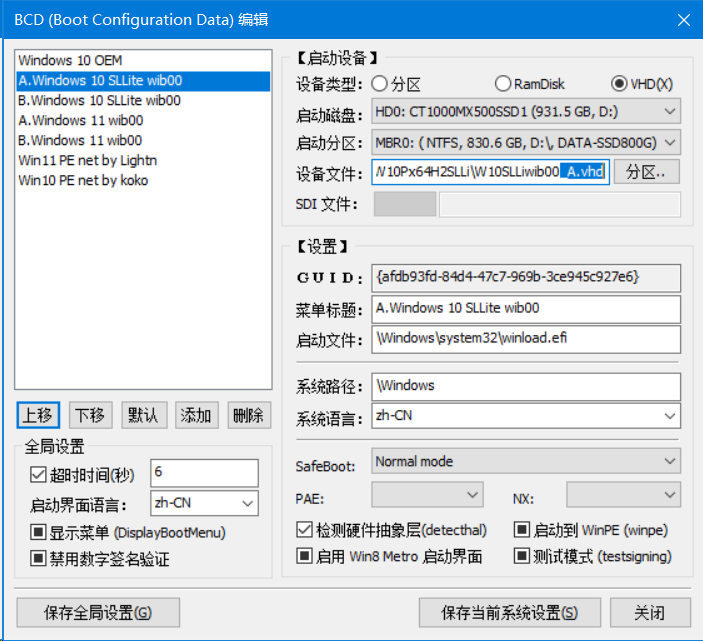 BCD (Boot Configuration Data) 编辑
Windows 10 OEM
A.Windows 10 SLLite wib00
B.Windows 10 SLLite wib00
A.Windows 11 wib00
B.Windows 11 wib00
Win11 PE net by Lightn
Win10 PE net by koko
上移 下移 默认 添加 删除
全局设置
超时时间(秒) 6
启动界面语言: zh-CN
显示菜单 (DisplayBootMenu)
禁用数字签名验证
【启动设备】
设备类型: 分区 RamDisk VHD(X)
启动磁盘: HD0: CT1000MX500SSD1 (931.5 GB, D:)
启动分区: MBR0: ( NTFS, 830.6 GB, D:\, DATA-SSD800G)
设备文件: 10Px64H2SLLi\W10SLLiwib00_A.vhd 分区..
SDI 文件:
【设置】
GUID: {afdb93fd-84d4-47c7-969b-3ce945c927e6}
菜单标题: A.Windows 10 SLLite wib00
启动文件: \Windows\system32\winload.efi
系统路径: \Windows
系统语言: zh-CN
SafeBoot: Normal mode
PAE: NX:
检测硬件抽象层(detecthal) 启动到 WinPE (winpe)
启用 Win8 Metro 启动界面 测试模式 (testsigning)
保存全局设置(G) 保存当前系统设置(S) 关闭